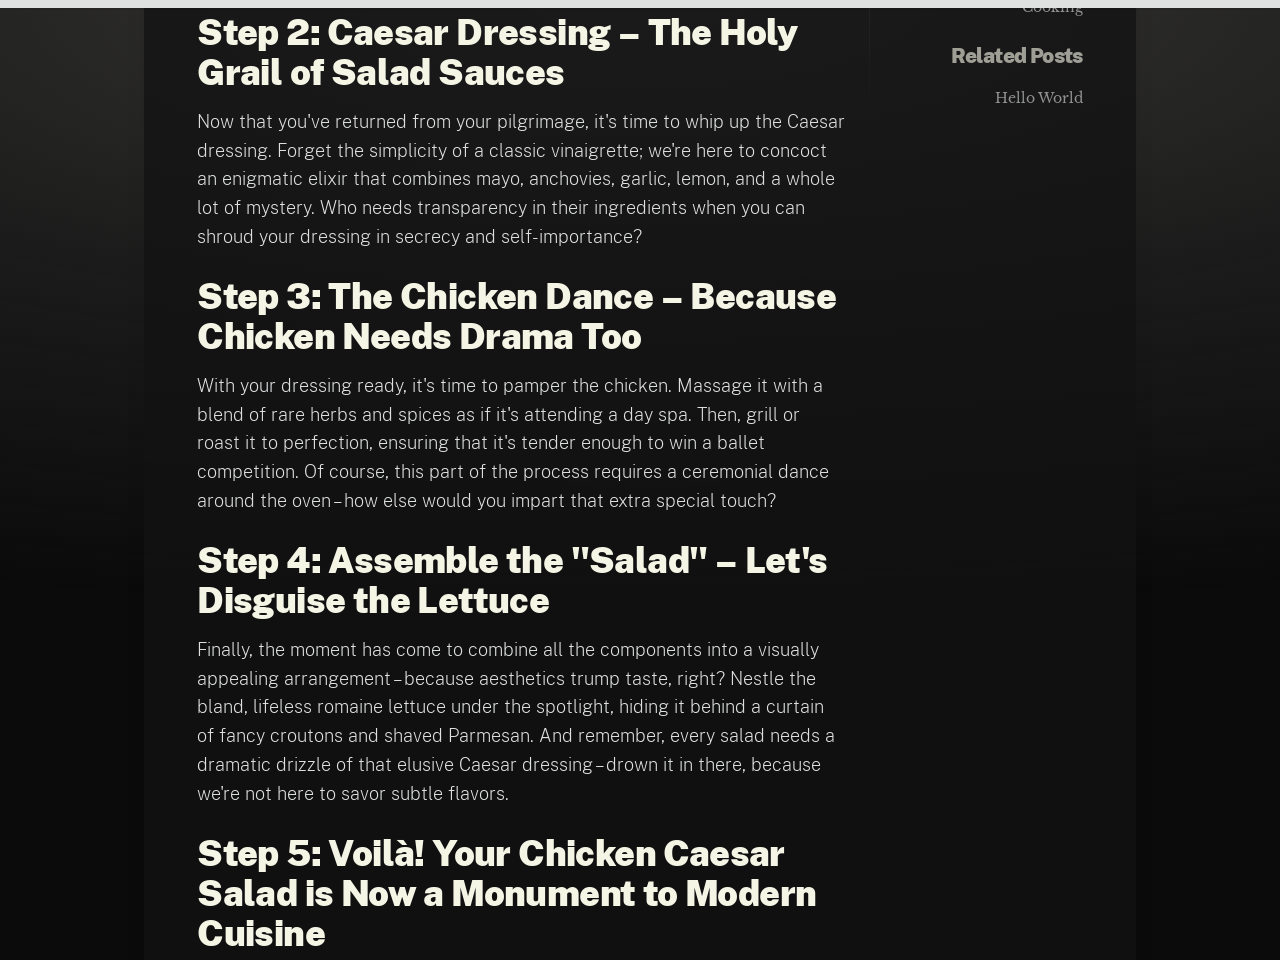 Step 2: Caesar Dressing – The Holy
Grail of Salad Sauces
Now that you've returned from your pilgrimage, it's time to whip up the Caesar
dressing. Forget the simplicity of a classic vinaigrette; we're here to concoct
an enigmatic elixir that combines mayo, anchovies, garlic, lemon, and a whole
lot of mystery. Who needs transparency in their ingredients when you can
shroud your dressing in secrecy and self-importance?
Step 3: The Chicken Dance – Because
Chicken Needs Drama Too
With your dressing ready, it's time to pamper the chicken. Massage it with a
blend of rare herbs and spices as if it's attending a day spa. Then, grill or
roast it to perfection, ensuring that it's tender enough to win a ballet
competition. Of course, this part of the process requires a ceremonial dance
around the oven–how else would you impart that extra special touch?
Step 4: Assemble the "Salad" – Let's
Disguise the Lettuce
Finally, the moment has come to combine all the components into a visually
appealing arrangement–because aesthetics trump taste, right? Nestle the
bland, lifeless romaine lettuce under the spotlight, hiding it behind a curtain
of fancy croutons and shaved Parmesan. And remember, every salad needs a
dramatic drizzle of that elusive Caesar dressing–drown it in there, because
we're not here to savor subtle flavors.
Step 5: Voilà! Your Chicken Caesar
Salad is Now a Monument to Modern
Cuisine
Cooking
Related Posts
Hello World